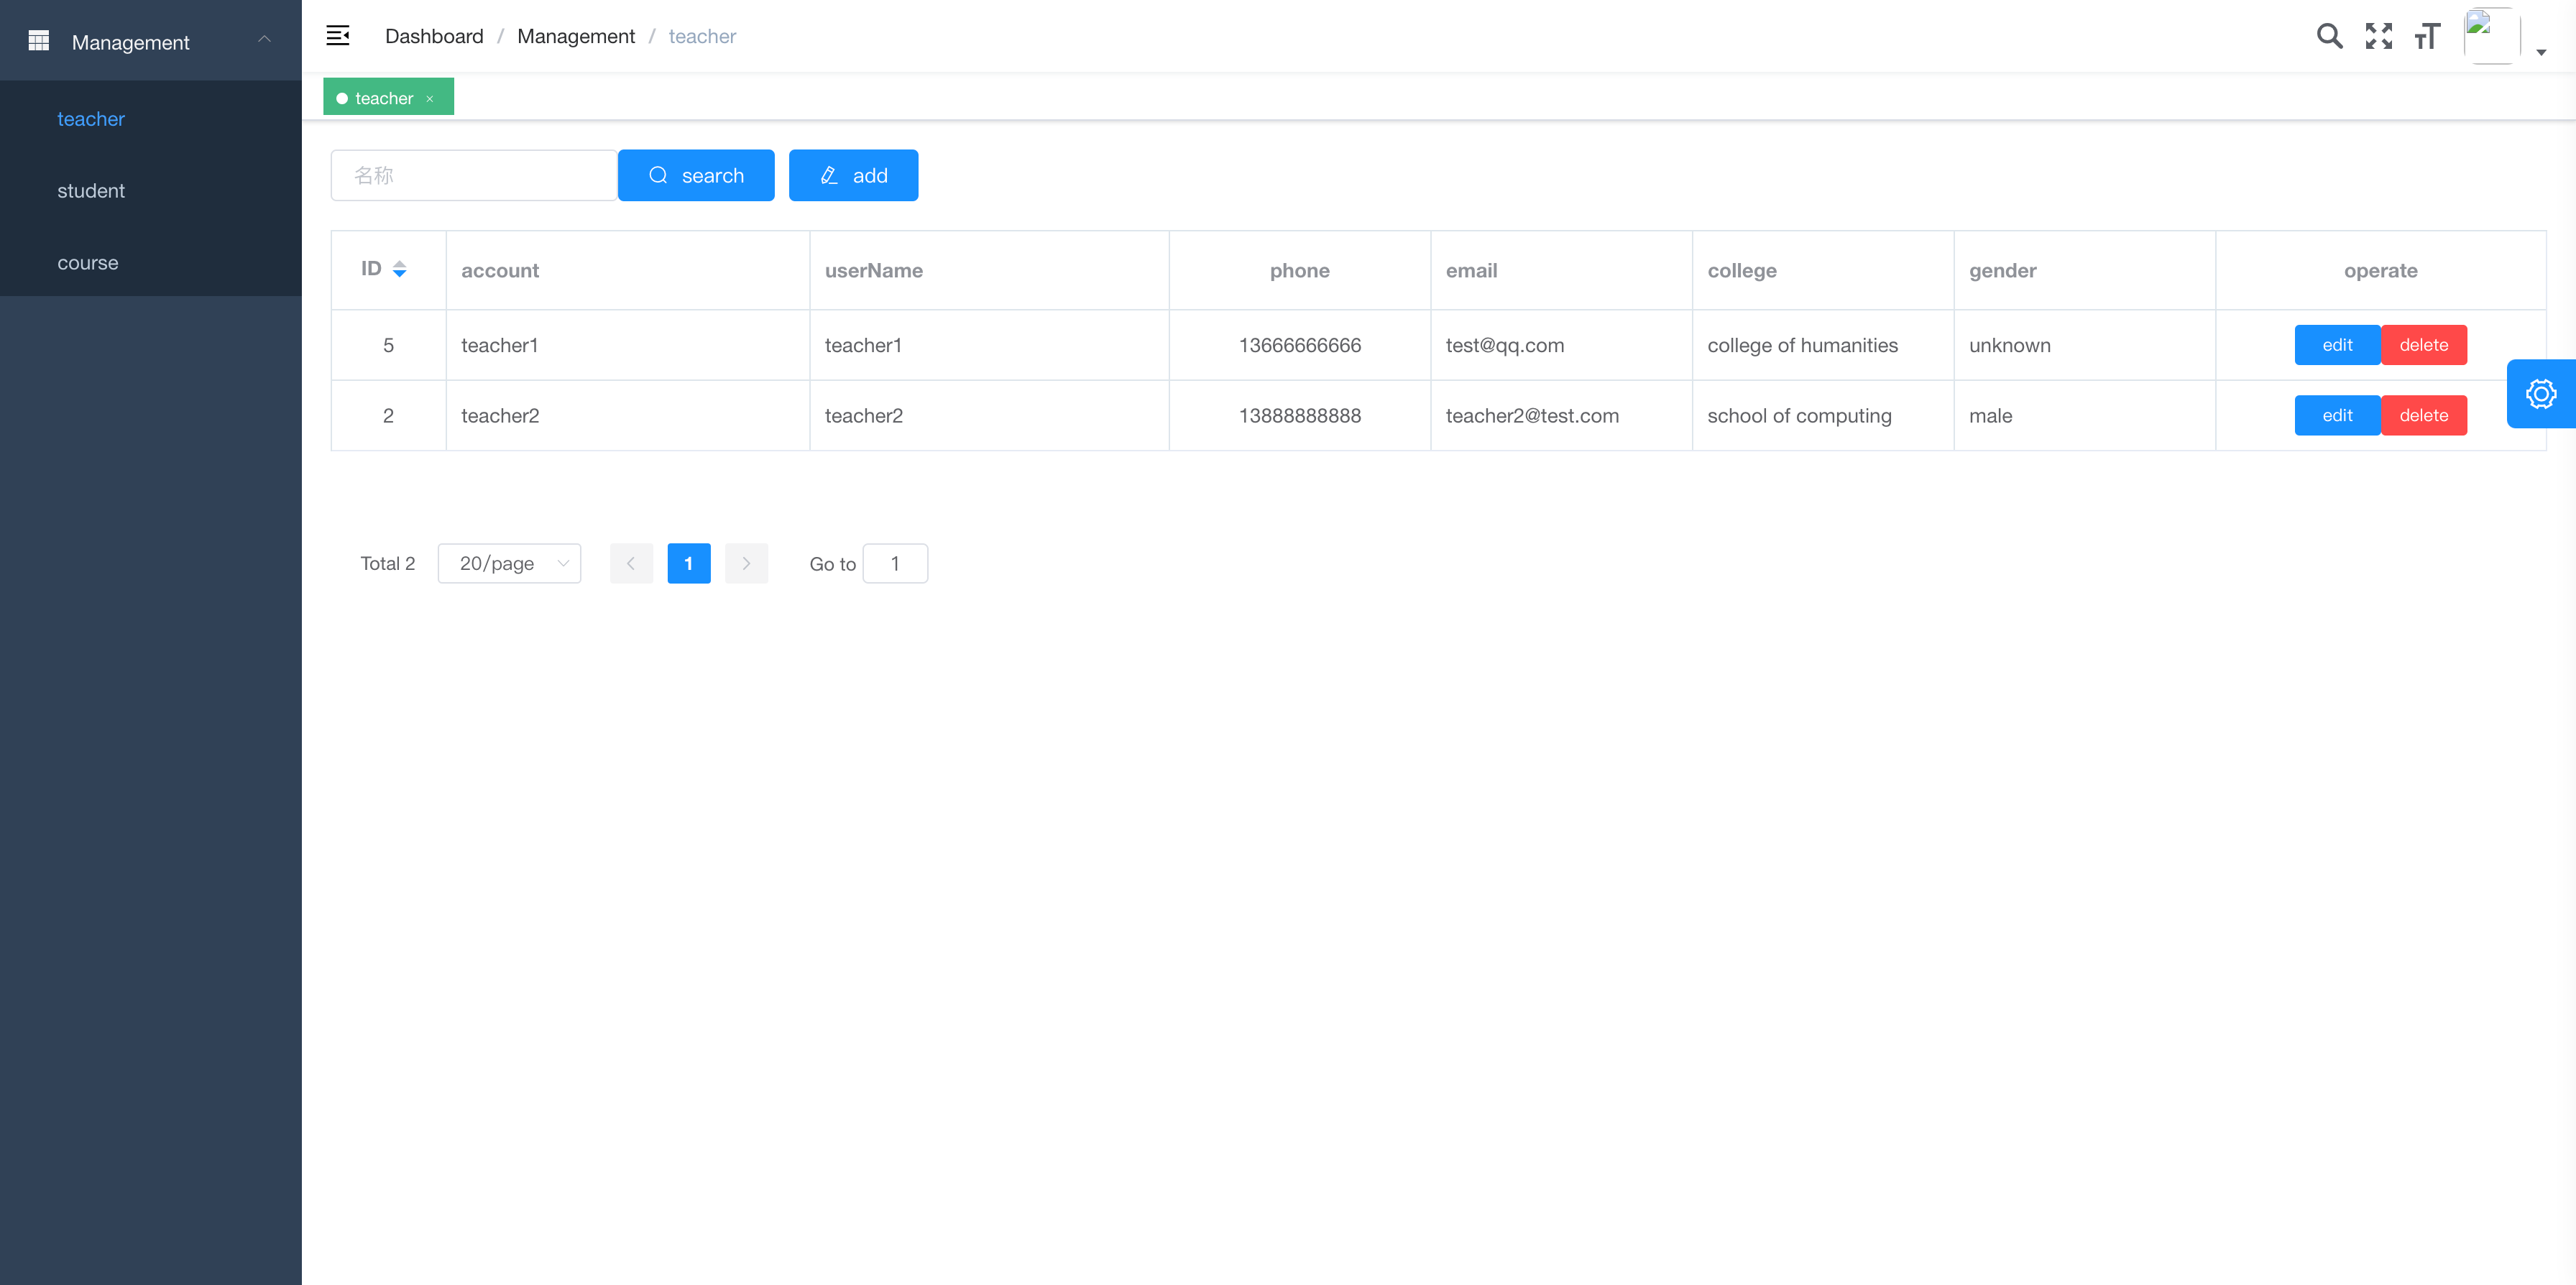 Management
teacher
student
course
Dashboard / Management / teacher
teacher ×
名称
search
add
ID account userName phone email college gender operate
5 teacher1 teacher1 13666666666 test@qq.com college of humanities unknown edit delete
2 teacher2 teacher2 13888888888 teacher2@test.com school of computing male edit delete
Total 2 20/page 1 Go to 1